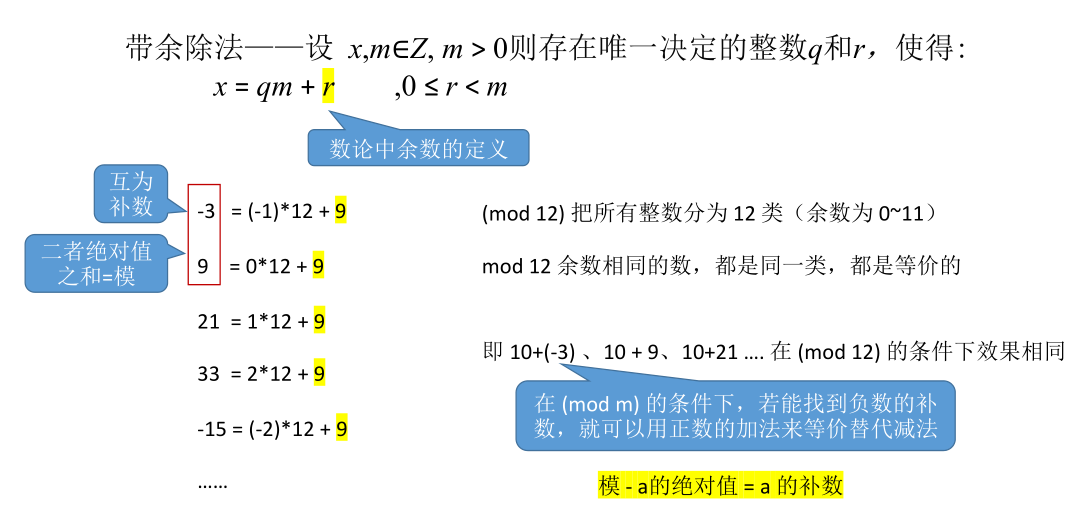 带余除法——设 x,m∈Z, m > 0则存在唯一决定的整数q和r，使得:
x = qm + r ,0 ≤ r < m
数论中余数的定义
互为
补数
-3 = (-1)*12 + 9
(mod 12) 把所有整数分为 12 类（余数为 0~11）
二者绝对值
之和=模
9 = 0*12 + 9
mod 12 余数相同的数，都是同一类，都是等价的
21 = 1*12 + 9
即 10+(-3) 、10 + 9、10+21 .... 在 (mod 12) 的条件下效果相同
33 = 2*12 + 9
在 (mod m) 的条件下，若能找到负数的补
数，就可以用正数的加法来等价替代减法
-15 = (-2)*12 + 9
……
模 - a的绝对值 = a 的补数